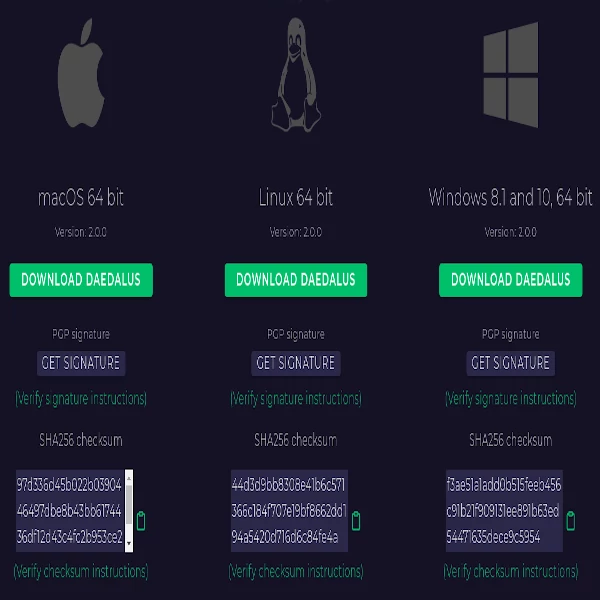 macOS 64 bit
Version: 2.0.0
DOWNLOAD DAEDALUS
PGP signature
GET SIGNATURE
(Verify signature instructions)
SHA256 checksum
97d336d45b022b03904
46497dbe8b43bb61744
36df12d43c4fc2b953ce2
(Verify checksum instructions)
Linux 64 bit
Version: 2.0.0
DOWNLOAD DAEDALUS
PGP signature
GET SIGNATURE
(Verify signature instructions)
SHA256 checksum
44d3d9bb8308e41b6c571
366c184f707e19bf8662dd1
94a5420d716d6c84fe4a
(Verify checksum instructions)
Windows 8.1 and 10, 64 bit
Version: 2.0.0
DOWNLOAD DAEDALUS
PGP signature
GET SIGNATURE
(Verify signature instructions)
SHA256 checksum
f3ae51a1add0b515feeb456
c91b21f909131ee891b63ed
54471635dece9c5954
(Verify checksum instructions)